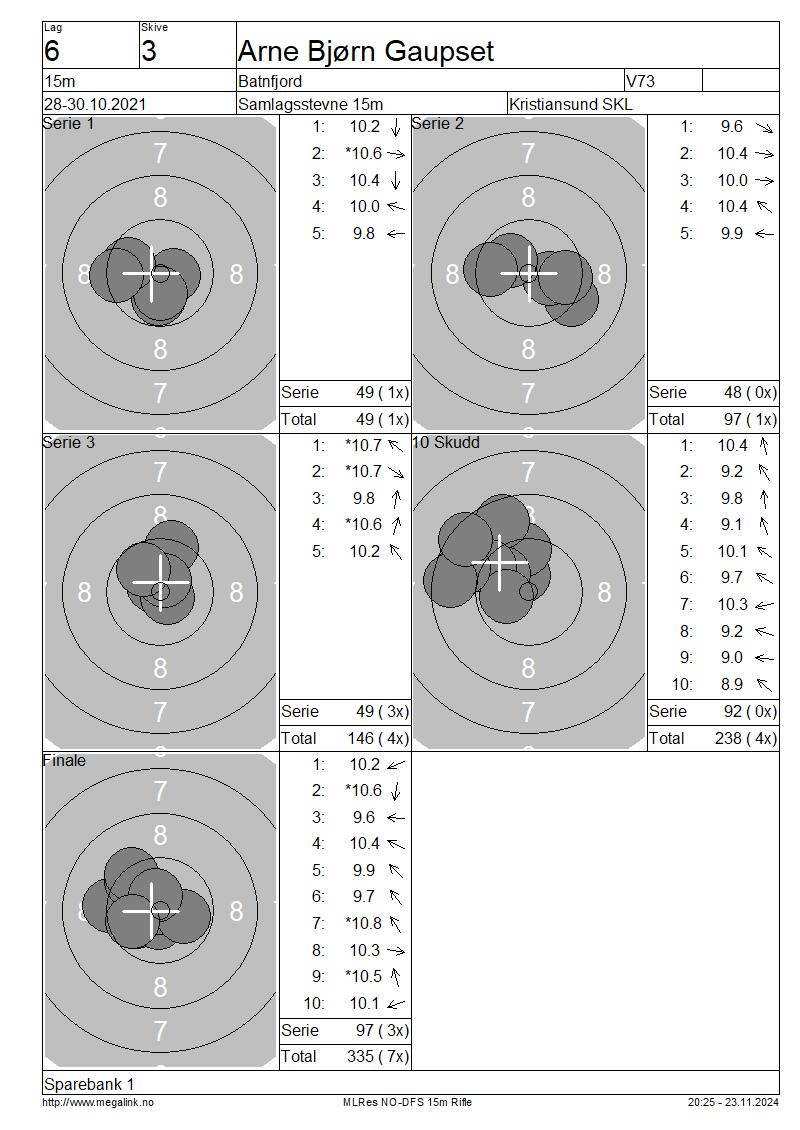 Lag
Skive
6
3
Arne Bjørn Gaupset
15m
Batnfjord
V73
28-30.10.2021
Samlagsstevne 15m
Kristiansund SKL
Serie 1
7
8
8
8
8
7
1: 10.2
2: *10.6
3: 10.4
4: 10.0
5: 9.8
Serie 49 ( 1x)
Total 49 ( 1x)
Serie 2
7
8
8
8
8
7
1: 9.6
2: 10.4
3: 10.0
4: 10.4
5: 9.9
Serie 48 ( 0x)
Total 97 ( 1x)
Serie 3
7
8
8
8
8
7
1: *10.7
2: *10.7
3: 9.8
4: *10.6
5: 10.2
Serie 49 ( 3x)
Total 146 ( 4x)
10 Skudd
7
8
8
8
7
1: 10.4
2: 9.2
3: 9.8
4: 9.1
5: 10.1
6: 9.7
7: 10.3
8: 9.2
9: 9.0
10: 8.9
Serie 92 ( 0x)
Total 238 ( 4x)
Finale
7
8
8
8
8
7
1: 10.2
2: *10.6
3: 9.6
4: 10.4
5: 9.9
6: 9.7
7: *10.8
8: 10.3
9: *10.5
10: 10.1
Serie 97 ( 3x)
Total 335 ( 7x)
Sparebank 1
http://www.megalink.no
MLRes NO-DFS 15m Rifle
20:25 - 23.11.2024